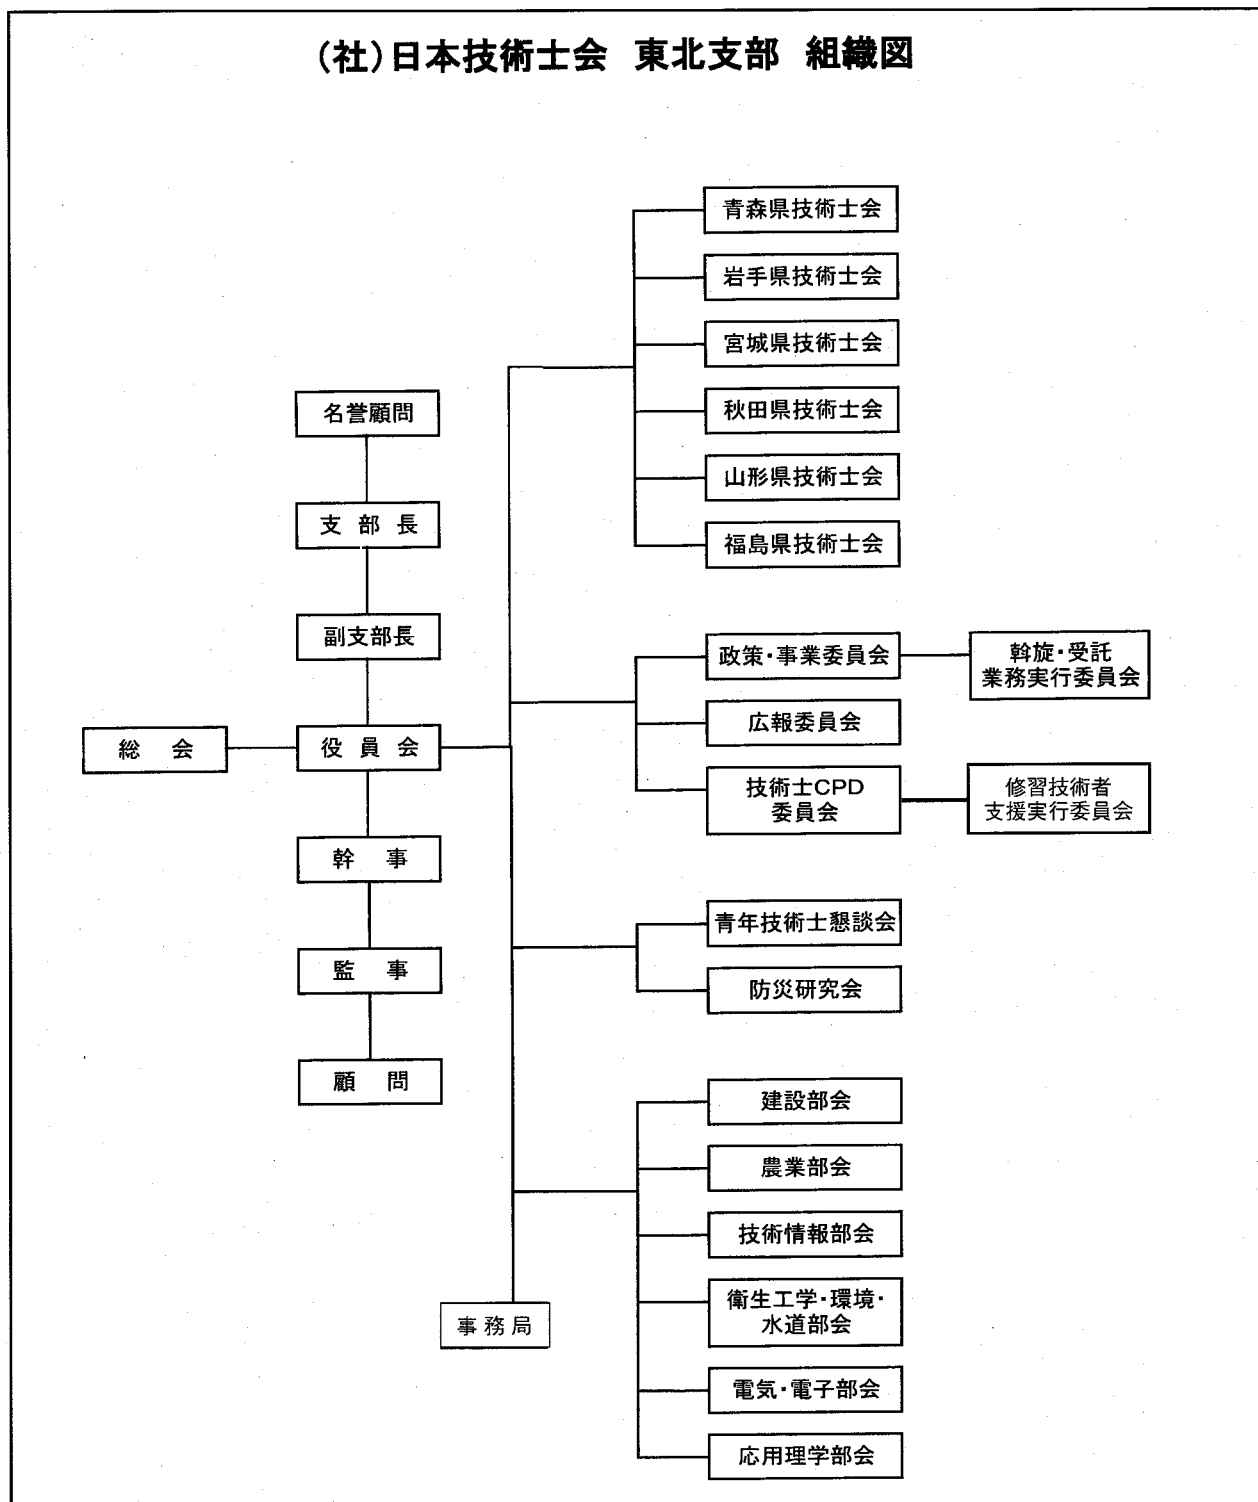 (社)日本技術士会 東北支部 組織図
青森県技術士会
岩手県技術士会
宮城県技術士会
秋田県技術士会
山形県技術士会
福島県技術士会
名誉顧問
支部長
副支部長
総会
役員会
幹事
監事
顧問
政策・事業委員会
斡旋・受託
業務実行委員会
広報委員会
技術士CPD
委員会
修習技術者
支援実行委員会
青年技術士懇談会
防災研究会
建設部会
農業部会
技術情報部会
衛生工学・環境・
水道部会
電気・電子部会
応用理学部会
事務局